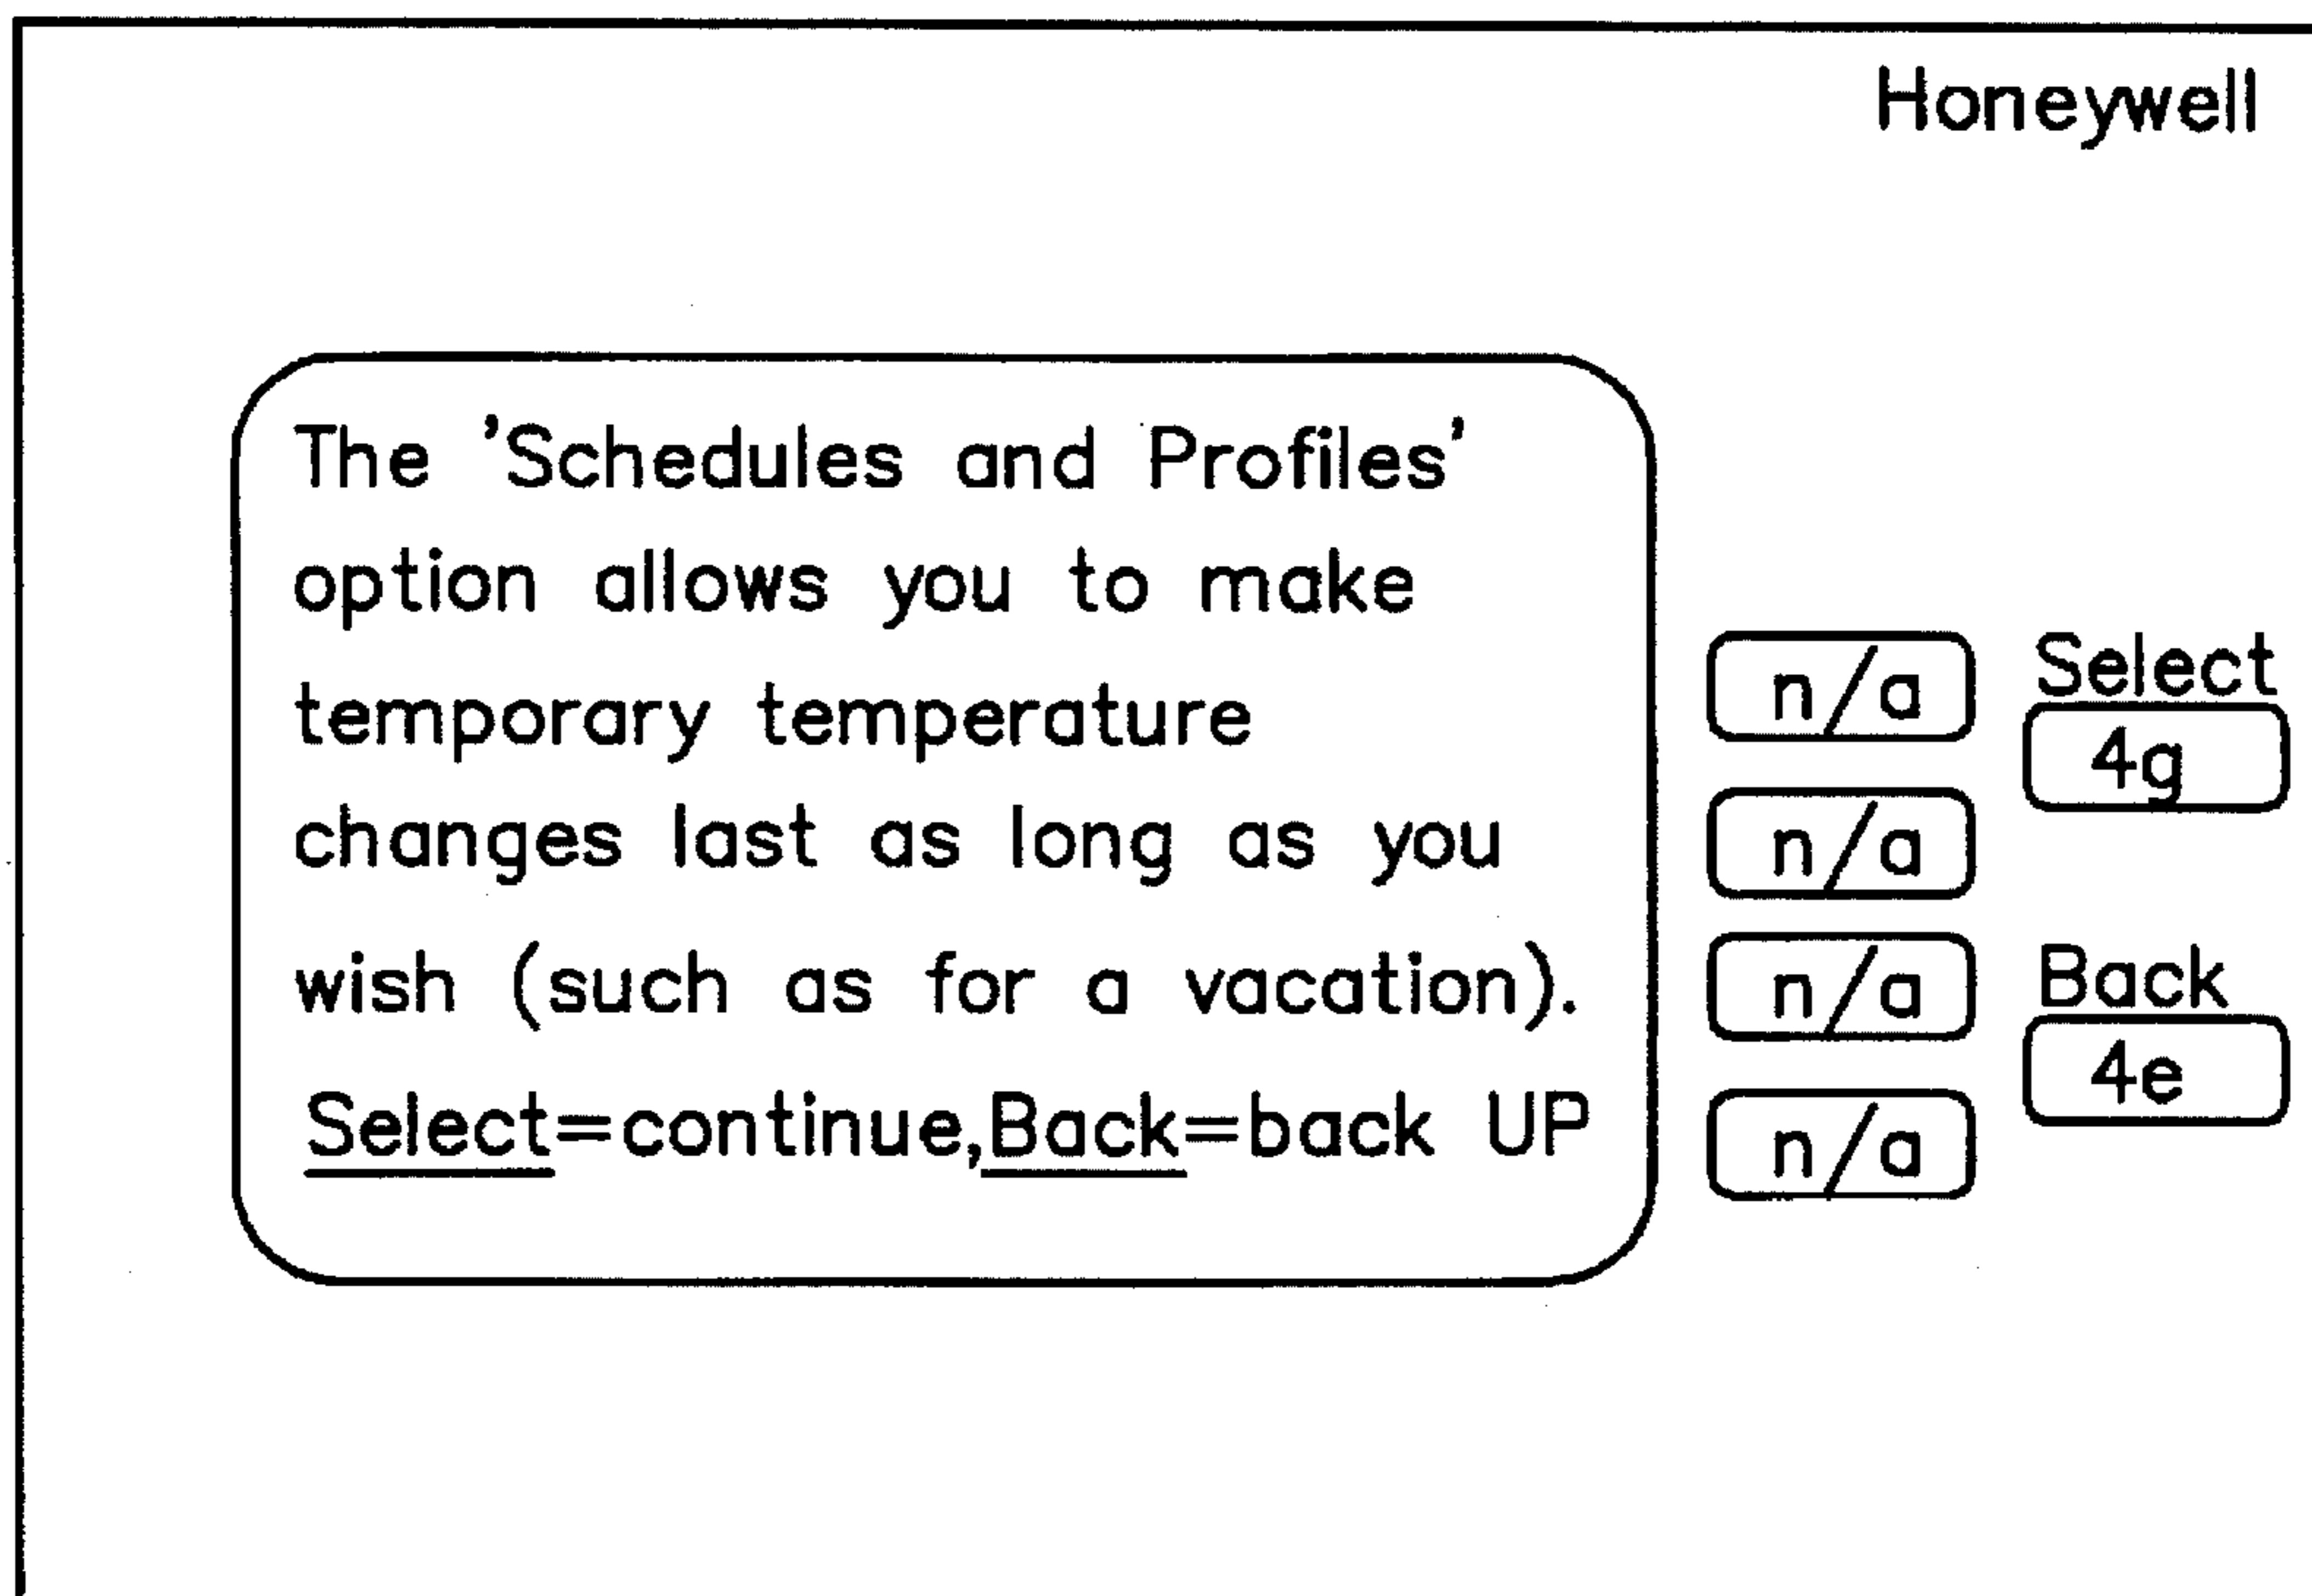 Honeywell
The 'Schedules and Profiles'
option allows you to make
temporary temperature
changes last as long as you
wish (such as for a vacation).
Select=continue,Back=back UP
n/a
n/a
n/a
n/a
Select
4g
Back
4e